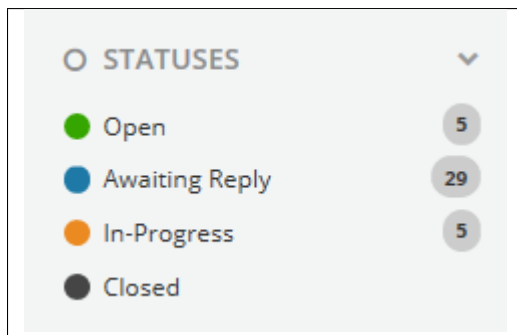 STATUSES
Open 5
Awaiting Reply 29
In-Progress 5
Closed